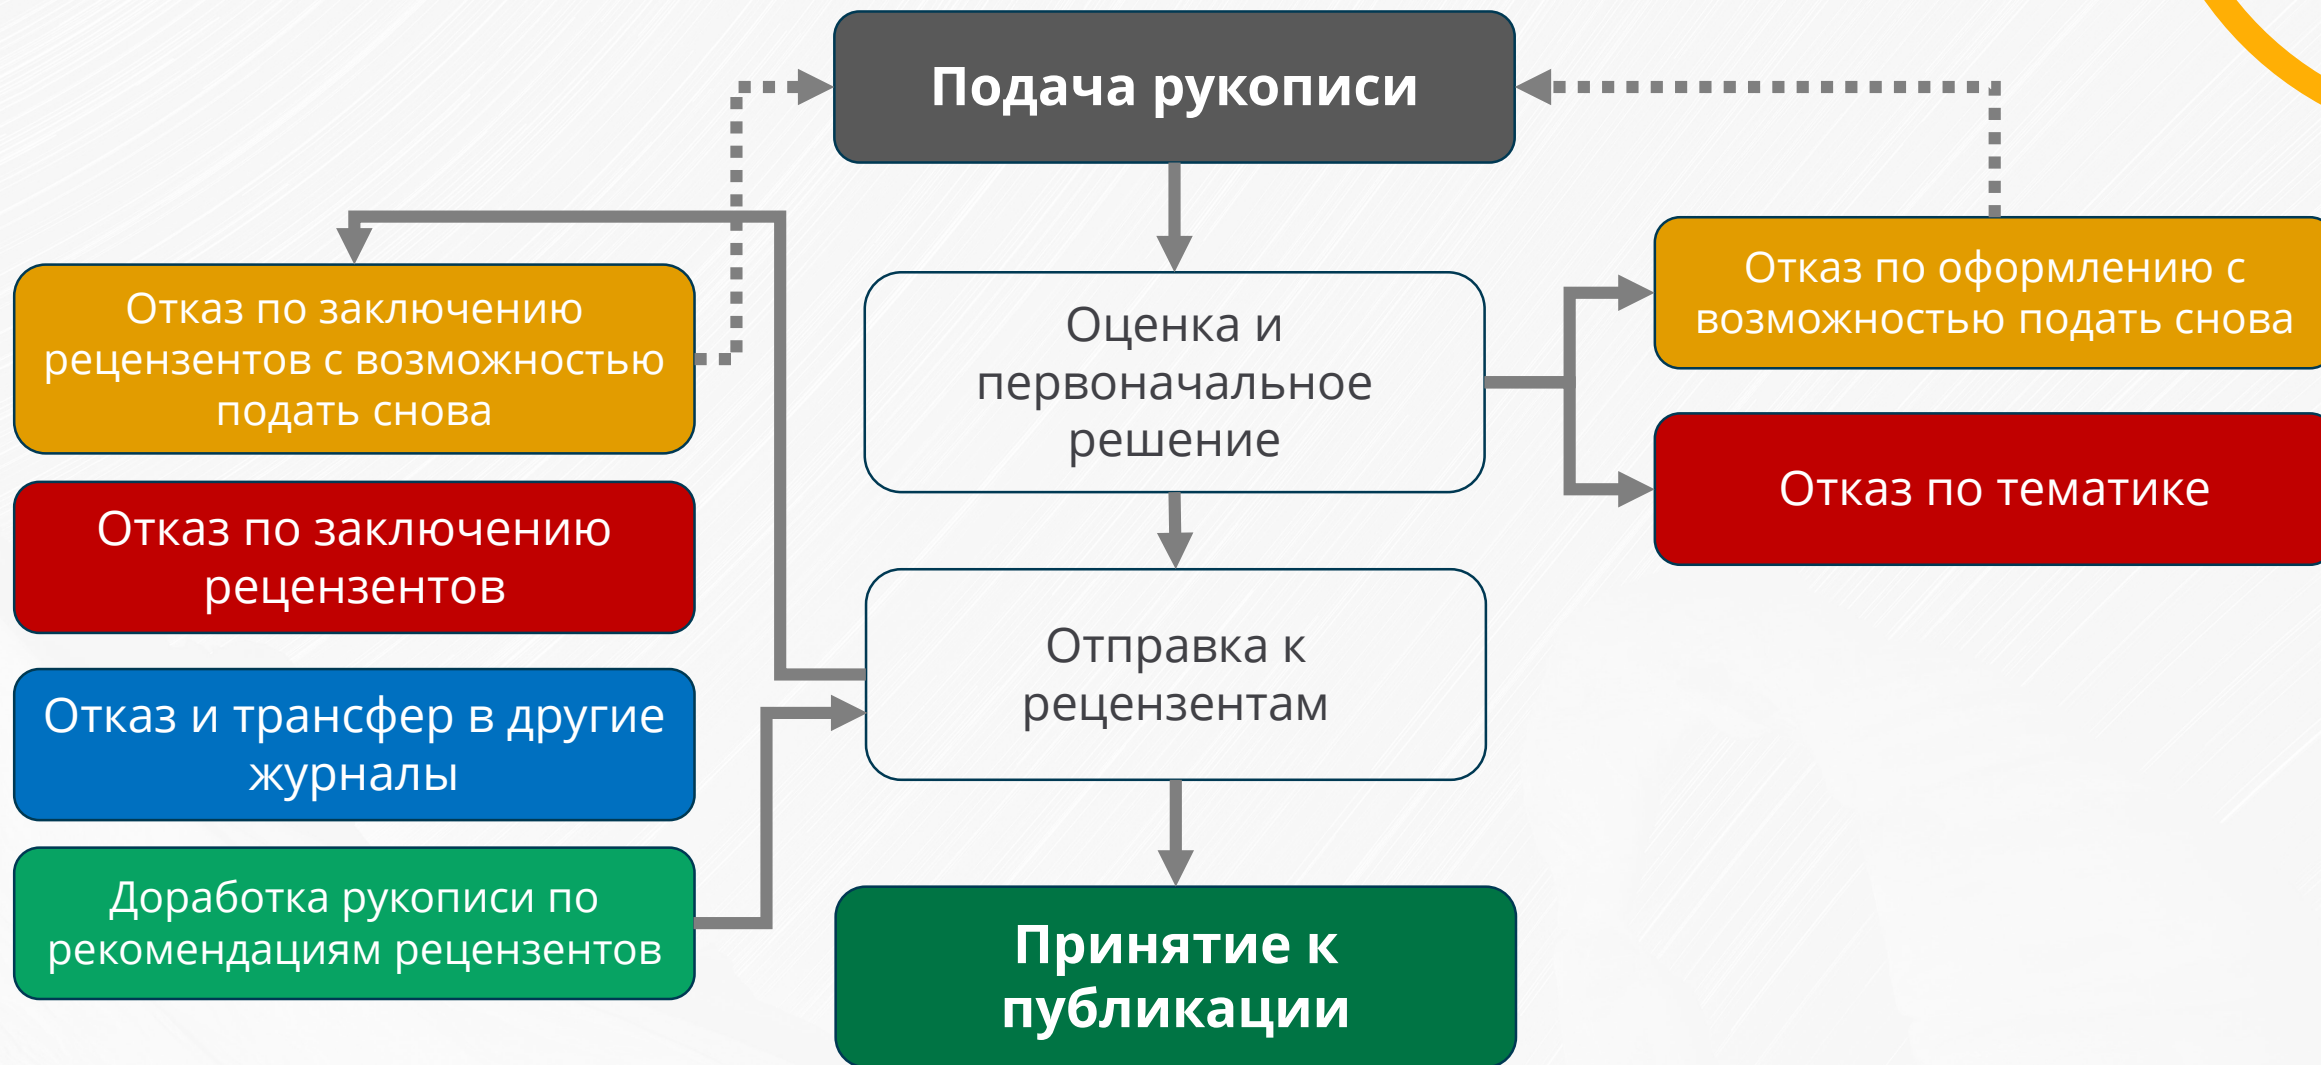 Подача рукописи
Отказ по заключению
рецензентов с возможностью
подать снова
Отказ по заключению
рецензентов
Отказ и трансфер в другие
журналы
Доработка рукописи по
рекомендациям рецензентов
Оценка и
первоначальное
решение
Отправка к
рецензентам
Принятие к
публикации
Отказ по оформлению с
возможностью подать снова
Отказ по тематике